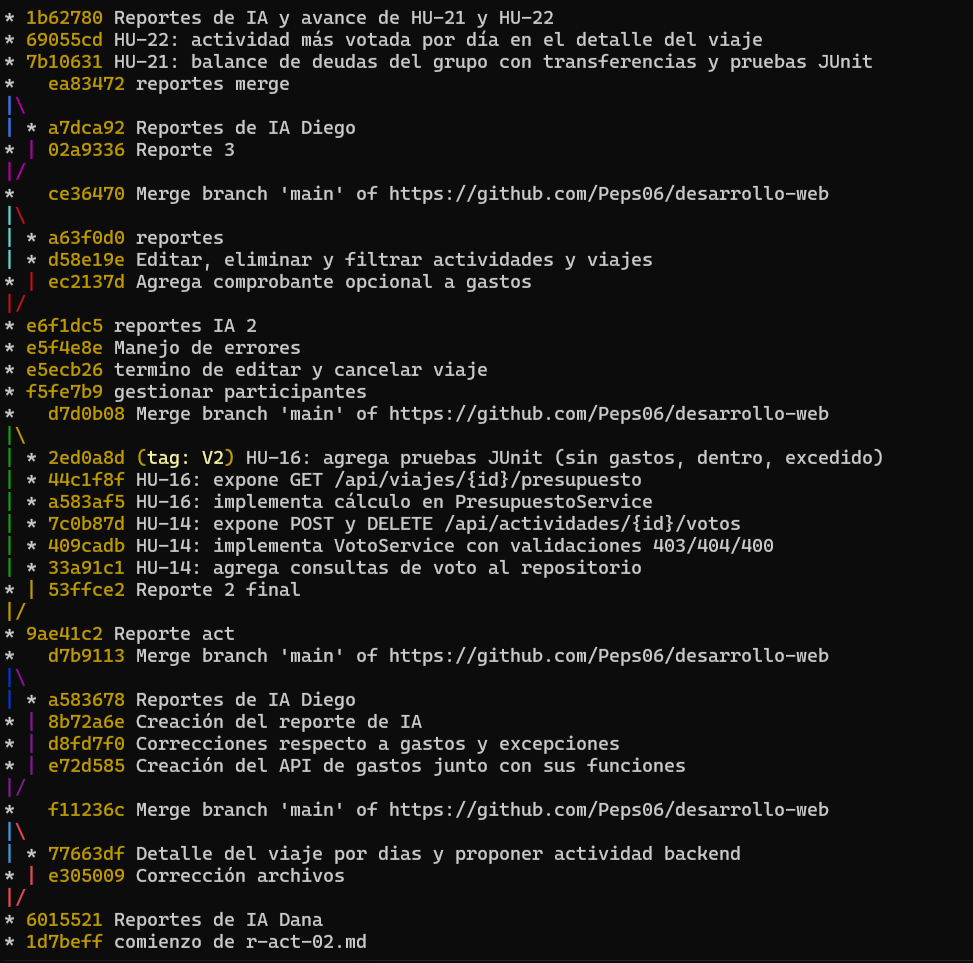 * 1b62780 Reportes de IA y avance de HU-21 y HU-22
* 69055cd HU-22: actividad más votada por día en el detalle del viaje
* 7b10631 HU-21: balance de deudas del grupo con transferencias y pruebas JUnit
*   ea83472 reportes merge
|\
| * a7dca92 Reportes de IA Diego
* | 02a9336 Reporte 3
|/
*   ce36470 Merge branch 'main' of https://github.com/Peps06/desarrollo-web
|\
| * a63f0d0 reportes
| * d58e19e Editar, eliminar y filtrar actividades y viajes
* | ec2137d Agrega comprobante opcional a gastos
|/
* e6f1dc5 reportes IA 2
* e5f4e8e Manejo de errores
* e5ecb26 termino de editar y cancelar viaje
* f5fe7b9 gestionar participantes
*   d7d0b08 Merge branch 'main' of https://github.com/Peps06/desarrollo-web
|\
| * 2ed0a8d (tag: V2) HU-16: agrega pruebas JUnit (sin gastos, dentro, excedido)
| * 44c1f8f HU-16: expone GET /api/viajes/{id}/presupuesto
| * a583af5 HU-16: implementa cálculo en PresupuestoService
| * 7c0b87d HU-14: expone POST y DELETE /api/actividades/{id}/votos
| * 409cadb HU-14: implementa VotoService con validaciones 403/404/400
| * 33a91c1 HU-14: agrega consultas de voto al repositorio
* | 53ffce2 Reporte 2 final
|/
* 9ae41c2 Reporte act
*   d7b9113 Merge branch 'main' of https://github.com/Peps06/desarrollo-web
|\
| * a583678 Reportes de IA Diego
* | 8b72a6e Creación del reporte de IA
* | d8fd7f0 Correcciones respecto a gastos y excepciones
* | e72d585 Creación del API de gastos junto con sus funciones
|/
*   f11236c Merge branch 'main' of https://github.com/Peps06/desarrollo-web
|\
| * 77663df Detalle del viaje por dias y proponer actividad backend
* | e305009 Corrección archivos
|/
* 6015521 Reportes de IA Dana
* 1d7beff comienzo de r-act-02.md